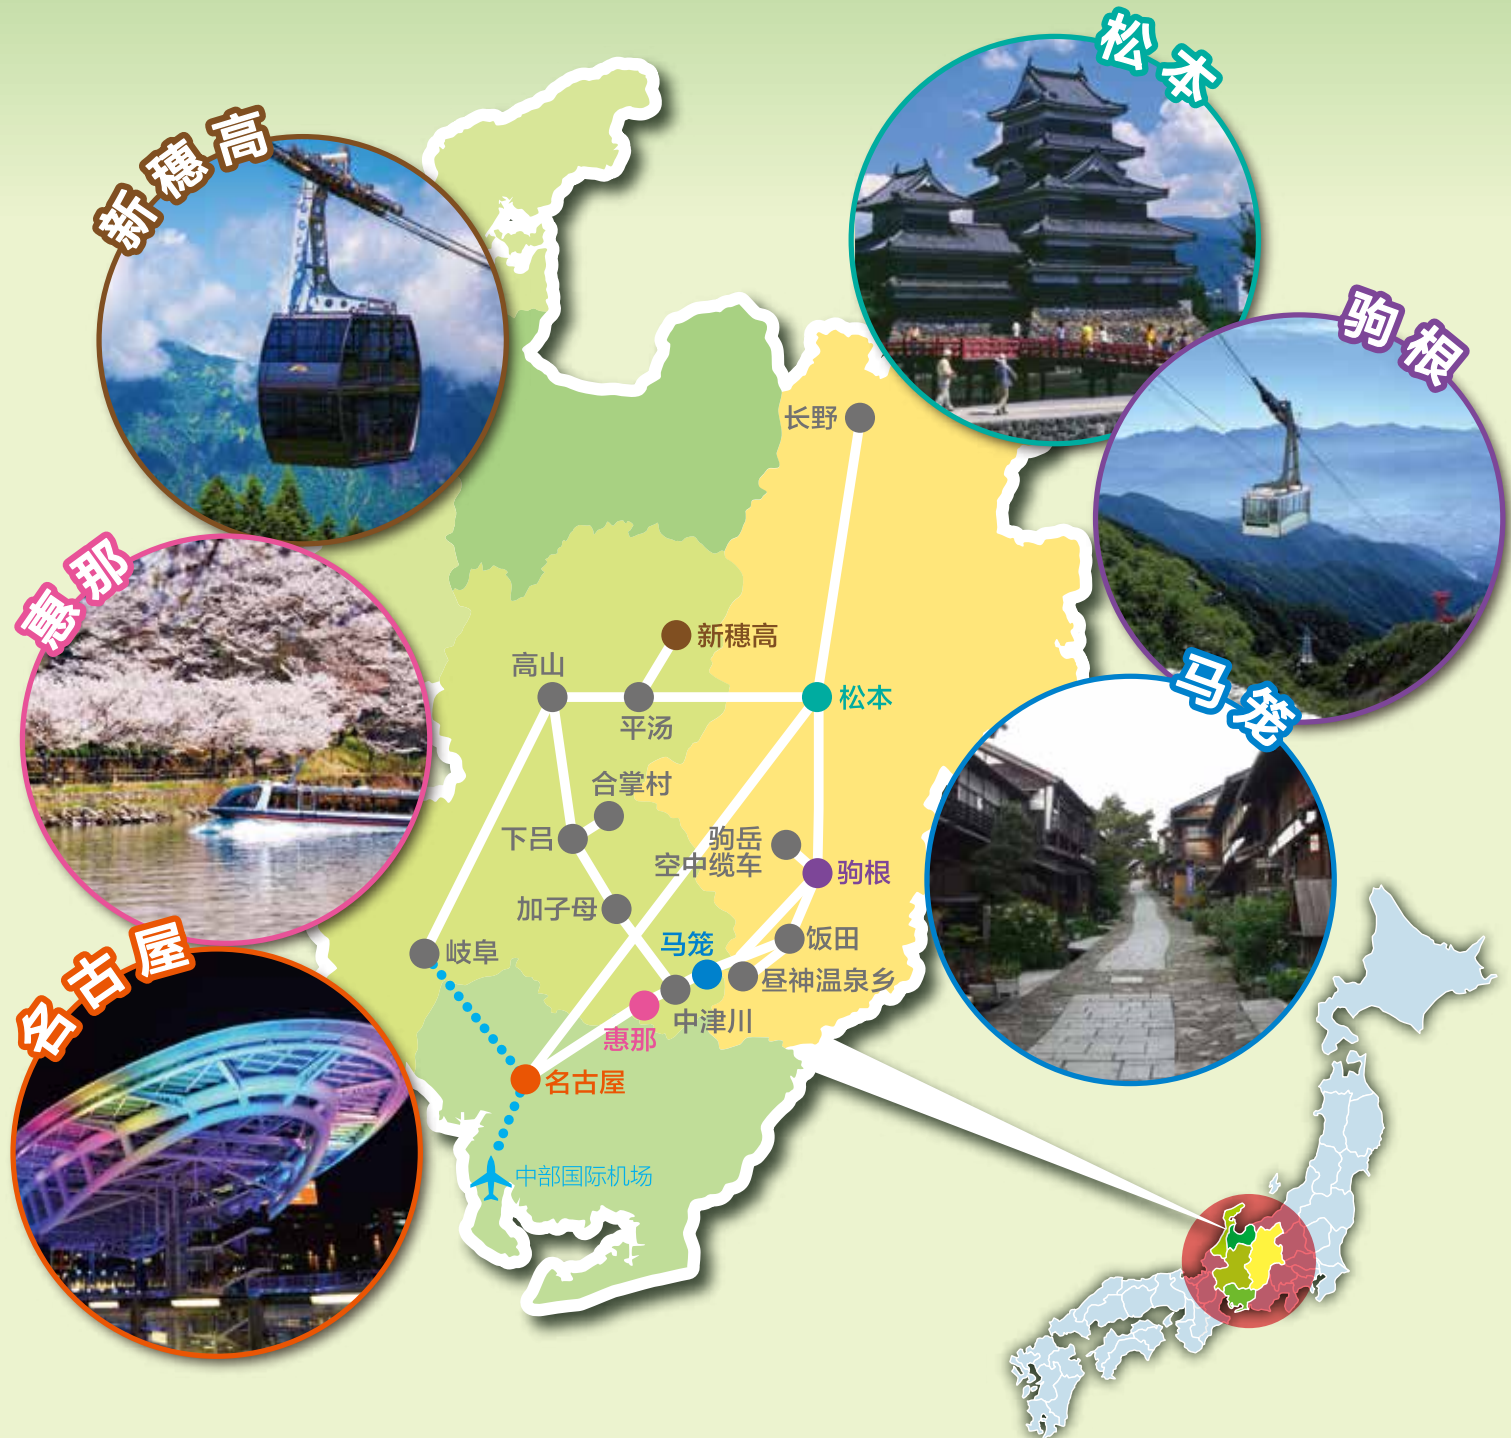 松本
新穗高
驹根
长野
惠那
新穗高
高山
松本
平汤
马笼
合掌村
下吕
驹岳
空中缆车
驹根
加子母
岐阜
马笼
饭田
昼神温泉乡
名古屋
中津川
惠那
名古屋
中部国际机场